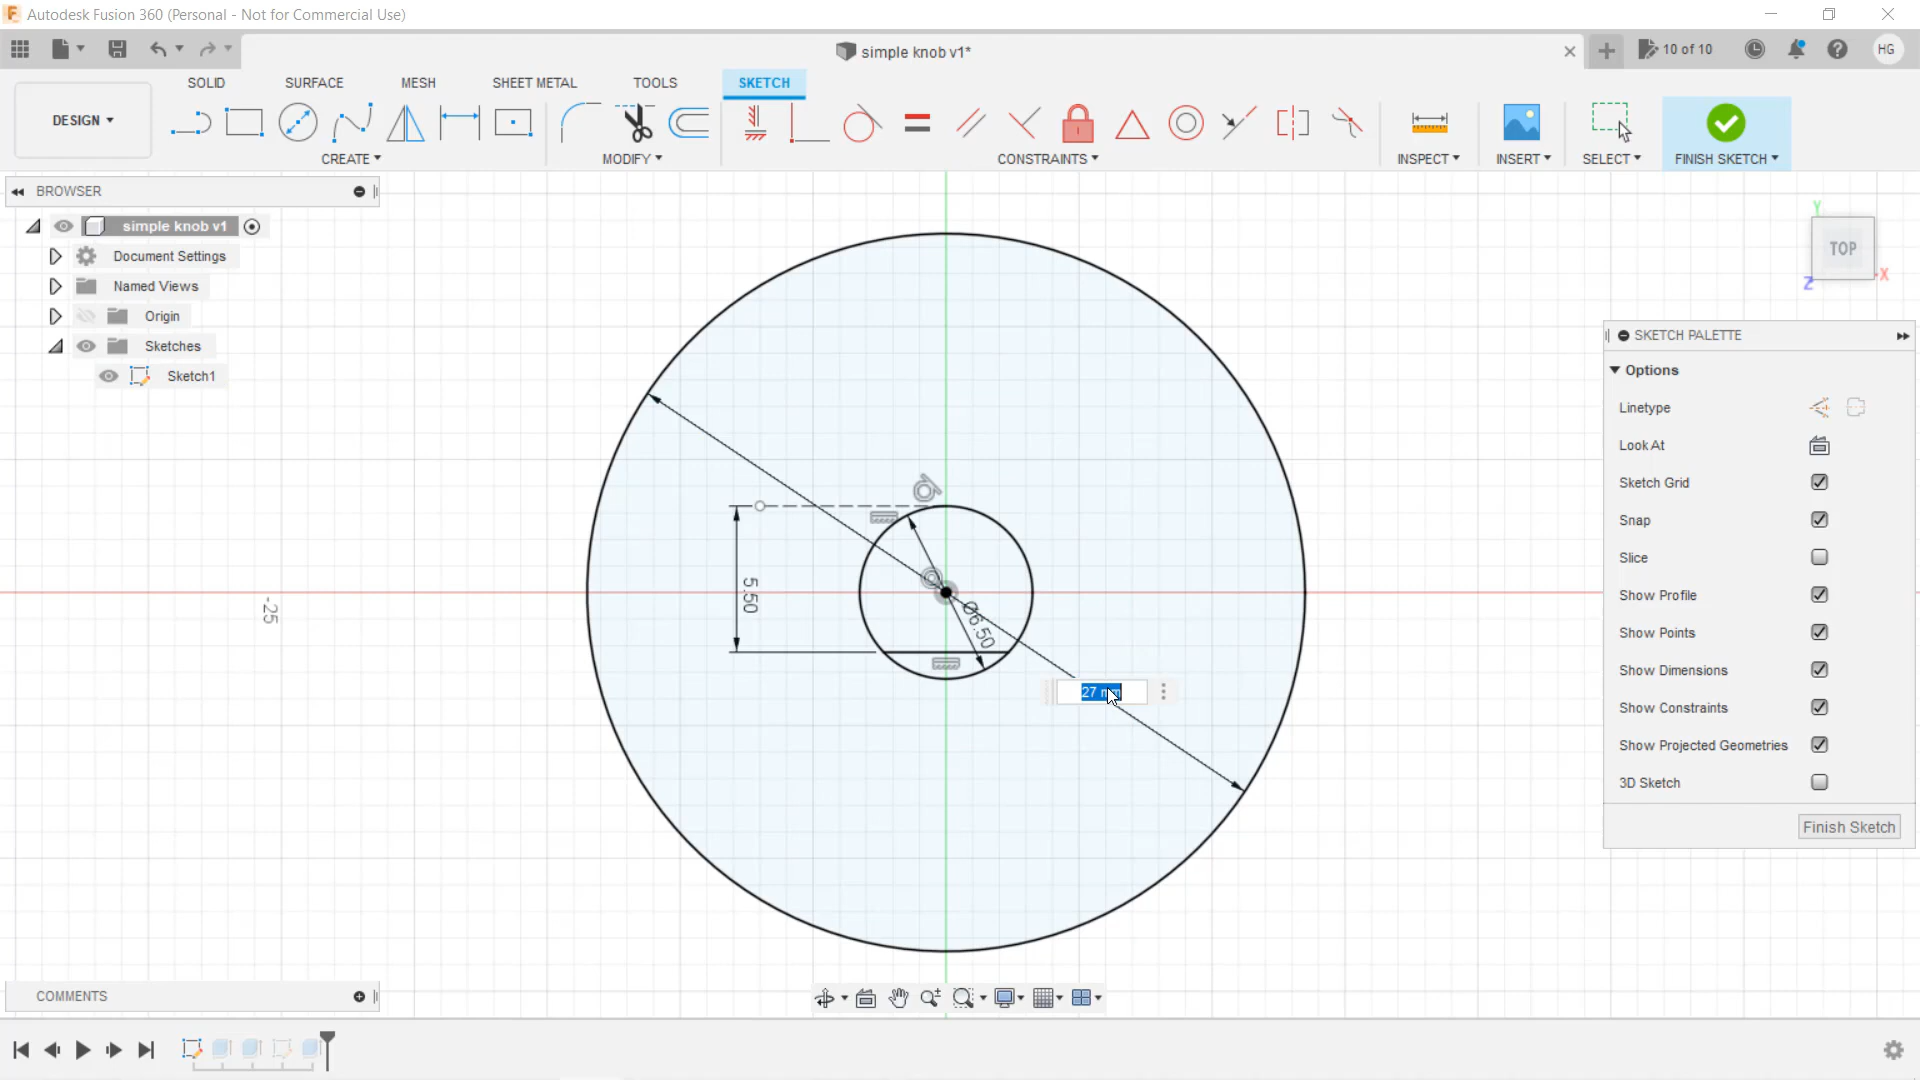 Autodesk Fusion 360 (Personal - Not for Commercial Use)
simple knob v1*
10 of 10
HG
DESIGN
SOLID
SURFACE
MESH
SHEET METAL
TOOLS
SKETCH
CREATE
MODIFY
CONSTRAINTS
INSPECT
INSERT
SELECT
FINISH SKETCH
BROWSER
simple knob v1
Document Settings
Named Views
Origin
Sketches
Sketch1
Y
TOP
X
Z
-25
5.50
Ø6.50
27 mm
SKETCH PALETTE
Options
Linetype
Look At
Sketch Grid
Snap
Slice
Show Profile
Show Points
Show Dimensions
Show Constraints
Show Projected Geometries
3D Sketch
Finish Sketch
COMMENTS